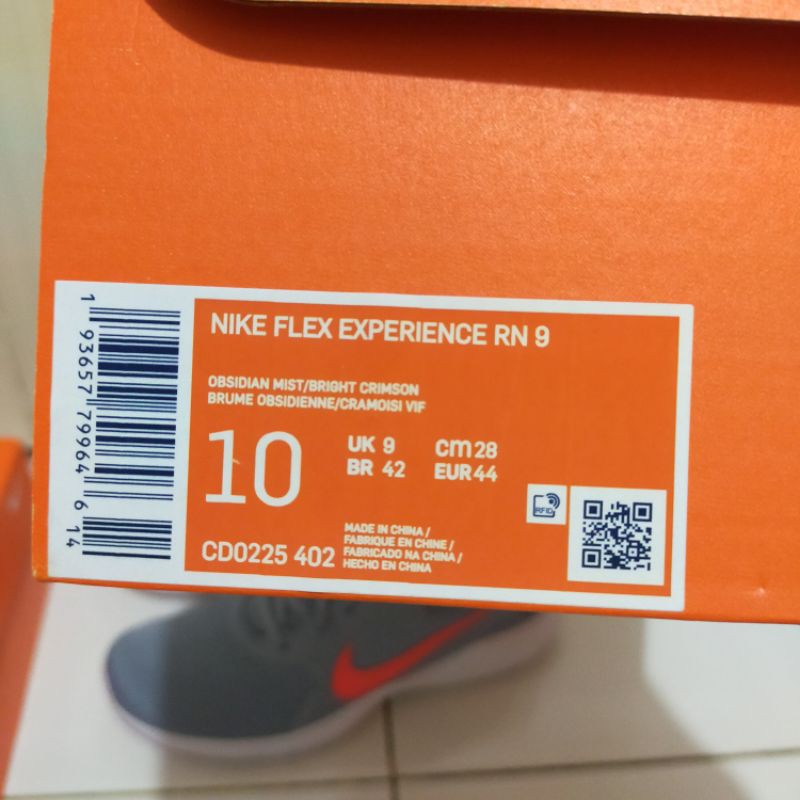 1 93657 79964 6 14
NIKE FLEX EXPERIENCE RN 9
OBSIDIAN MIST/BRIGHT CRIMSON
BRUME OBSIDIENNE/CRAMOISI VIF
10
UK 9 cm 28
BR 42 EUR 44
RFID
CD0225 402
MADE IN CHINA /
FABRIQUE EN CHINE /
FABRICADO NA CHINA /
HECHO EN CHINA